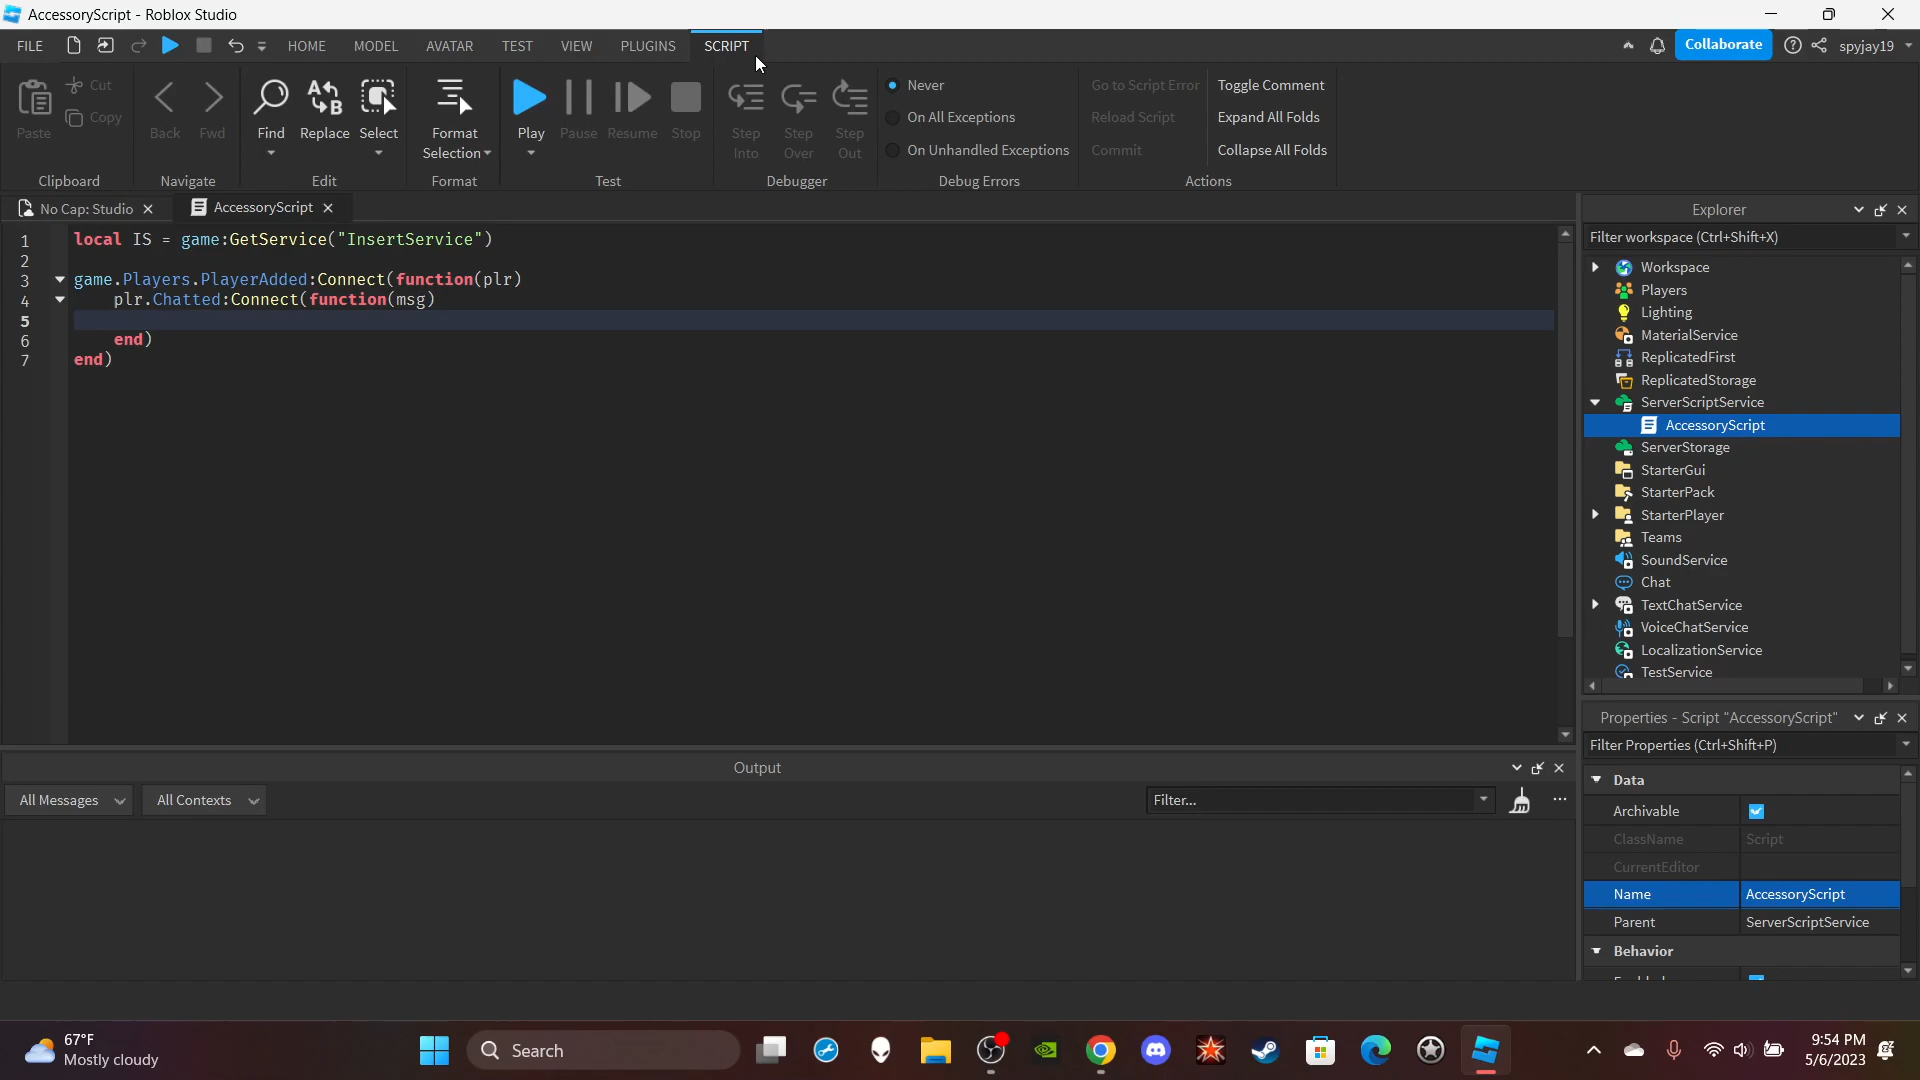 AccessoryScript - Roblox Studio
FILE HOME MODEL AVATAR TEST VIEW PLUGINS SCRIPT Collaborate spyjay19
Paste Cut Copy Back Fwd Find Replace Select Format Selection Play Pause Resume Stop Step Into Step Over Step Out
Never
On All Exceptions
On Unhandled Exceptions
Go to Script Error
Reload Script
Commit
Toggle Comment
Expand All Folds
Collapse All Folds
Clipboard Navigate Edit Format Test Debugger Debug Errors Actions
No Cap: Studio AccessoryScript
1 local IS = game:GetService("InsertService")
2
3 game.Players.PlayerAdded:Connect(function(plr)
4 plr.Chatted:Connect(function(msg)
5
6 end)
7 end)
Output
All Messages All Contexts Filter...
Explorer
Filter workspace (Ctrl+Shift+X)
Workspace
Players
Lighting
MaterialService
ReplicatedFirst
ReplicatedStorage
ServerScriptService
AccessoryScript
ServerStorage
StarterGui
StarterPack
StarterPlayer
Teams
SoundService
Chat
TextChatService
VoiceChatService
LocalizationService
TestService
Properties - Script "AccessoryScript"
Filter Properties (Ctrl+Shift+P)
Data
Archivable
ClassName Script
CurrentEditor
Name AccessoryScript
Parent ServerScriptService
Behavior
67°F
Mostly cloudy
Search
9:54 PM
5/6/2023